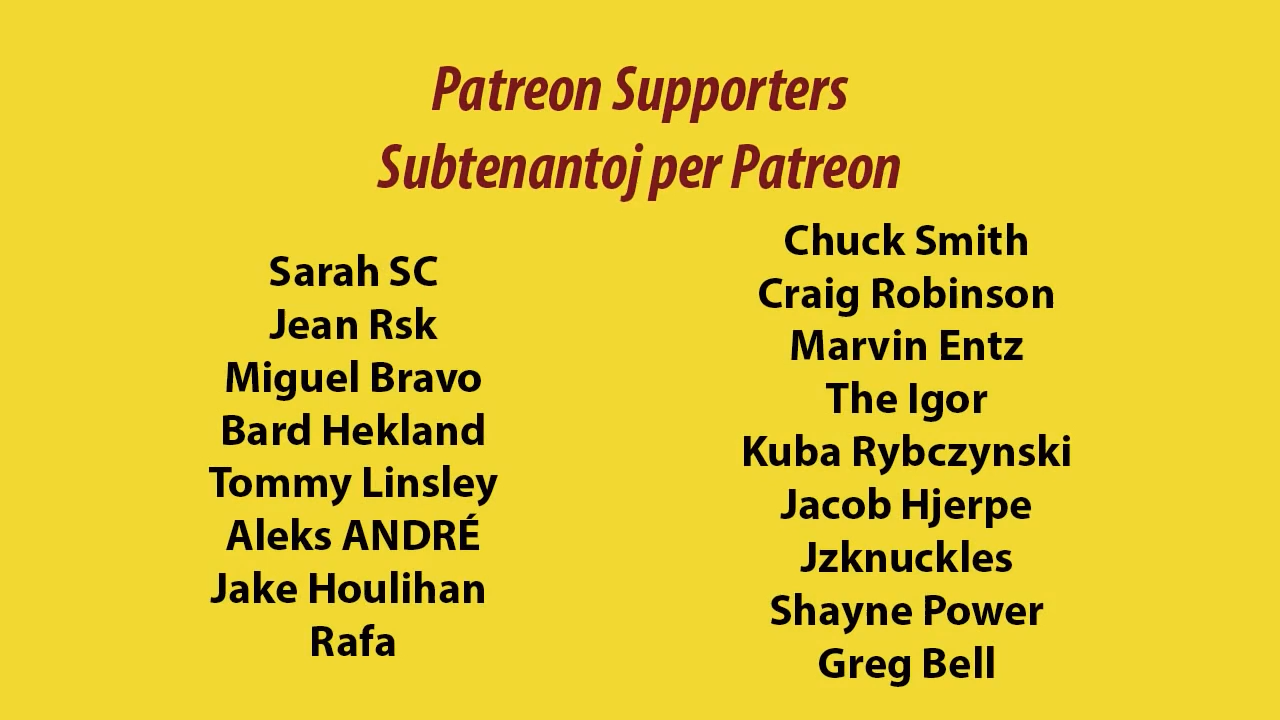 Patreon Supporters
Subtenantoj per Patreon
Sarah SC
Jean Rsk
Miguel Bravo
Bard Hekland
Tommy Linsley
Aleks ANDRÉ
Jake Houlihan
Rafa
Chuck Smith
Craig Robinson
Marvin Entz
The Igor
Kuba Rybczynski
Jacob Hjerpe
Jzknuckles
Shayne Power
Greg Bell